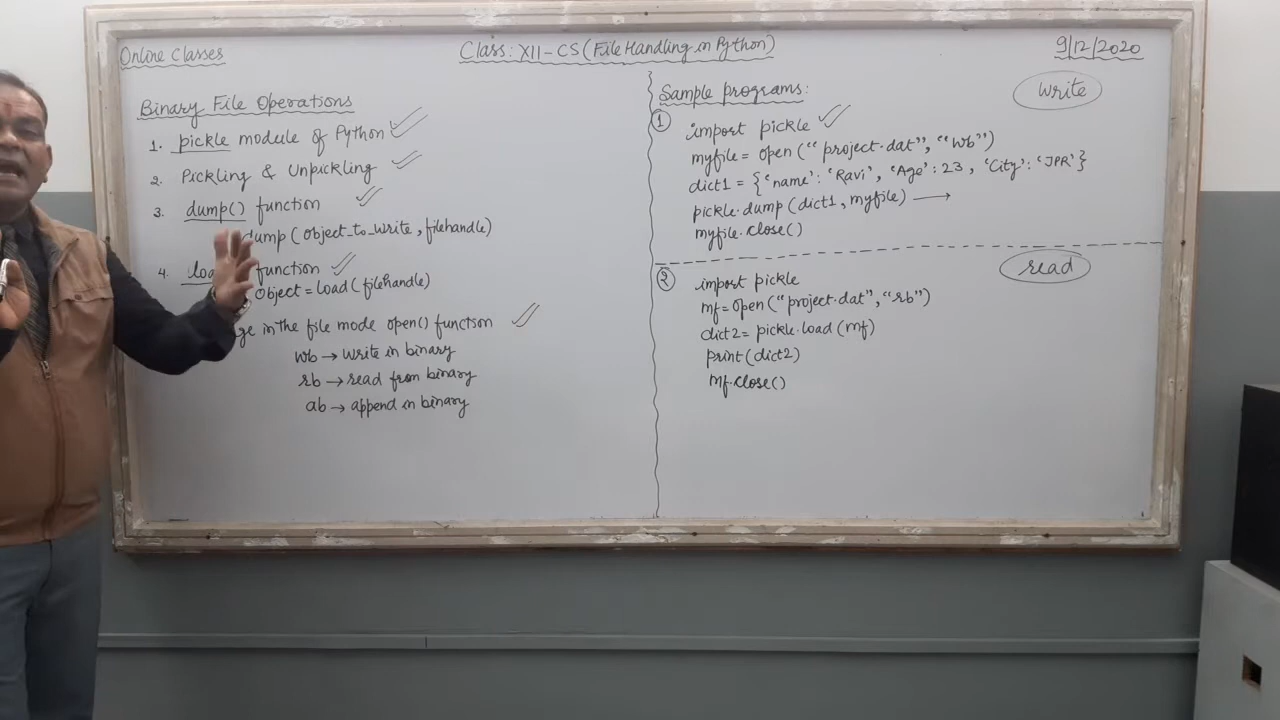 Online Classes
Class: XII-CS (File Handling in Python)
9/12/2020
Binary File Operations
1. pickle module of Python
2. Pickling & Unpickling
3. dump() function
dump (object_to_write, filehandle)
4. function
object = load (filehandle)
in the file mode open() function
wb → write in binary
rb → read from binary
ab → append in binary
Sample programs:
write
1 import pickle
myfile = open ("project.dat", "wb")
dict1 = {'name': 'Ravi', 'Age': 23, 'City': 'JPR'}
pickle.dump (dict1, myfile) →
myfile.close()
read
2 import pickle
mf = open ("project.dat", "rb")
dict2 = pickle.load (mf)
print (dict2)
mf.close()